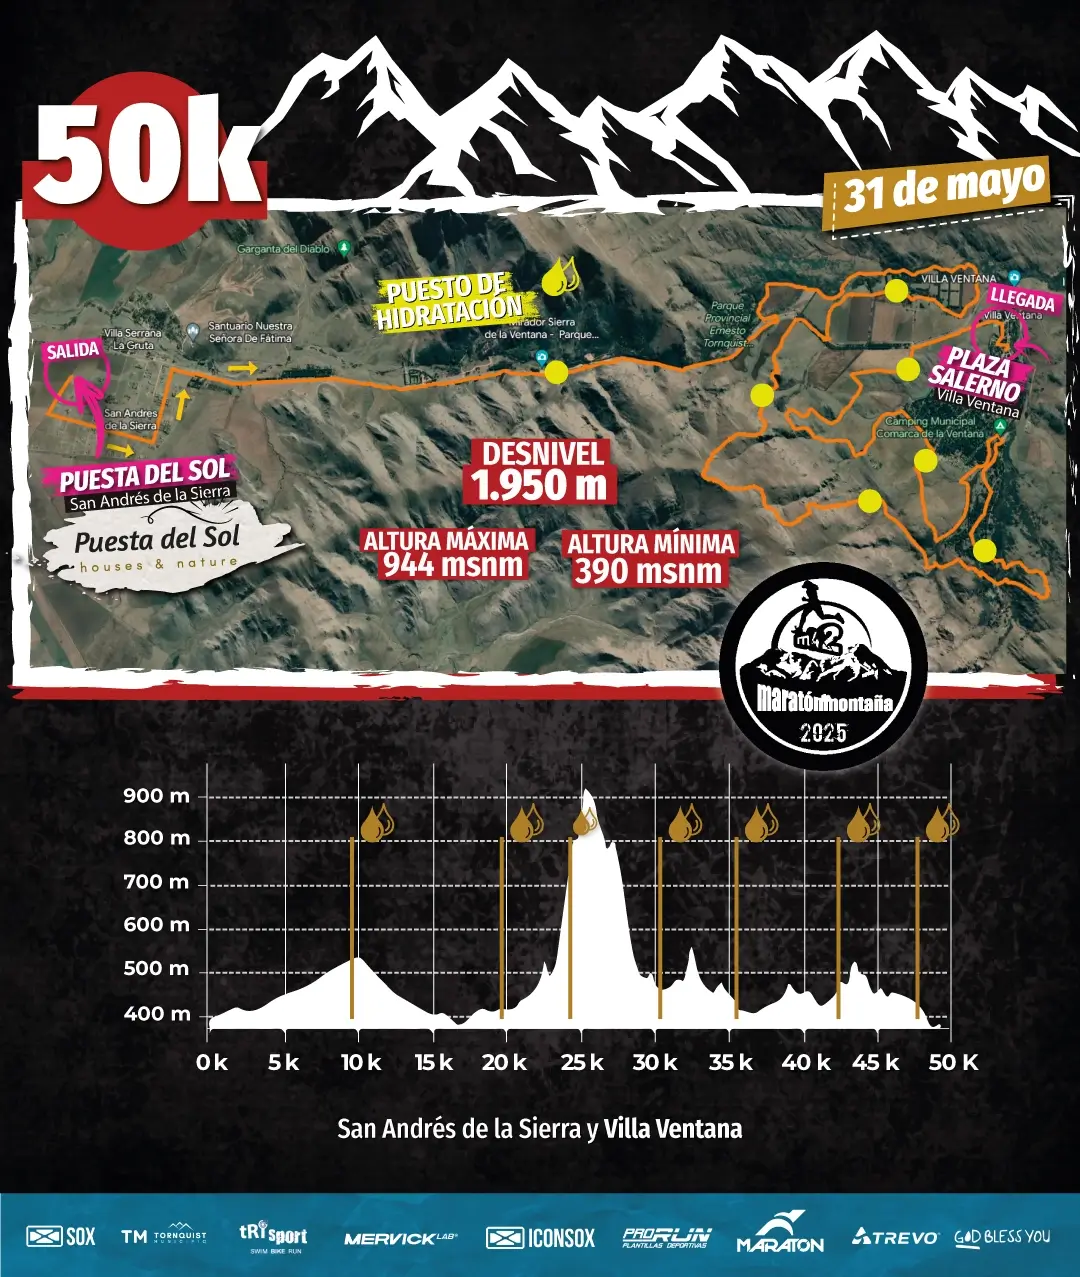 50k
31 de mayo
Garganta del Diablo
PUESTO DE
HIDRATACIÓN
VILLA VENTANA
LLEGADA
Villa Ventana
Parque
Provincial
Ernesto
Tornquist...
Mirador Sierra
de la Ventana - Parque...
Villa Serrana
La Gruta
Santuario Nuestra
Señora De Fátima
SALIDA
PLAZA
SALERNO
Villa Ventana
San Andres
de la Sierra
Camping Municipal
Comarca de la Ventana
PUESTA DEL SOL
San Andrés de la Sierra
Puesta del Sol
houses & nature
DESNIVEL
1.950 m
ALTURA MÁXIMA
944 msnm
ALTURA MÍNIMA
390 msnm
m42
maratónmontaña
2025
900 m
800 m
700 m
600 m
500 m
400 m
0 k 5 k 10 k 15 k 20 k 25 k 30 k 35 k 40 k 45 k 50 K
San Andrés de la Sierra y Villa Ventana
SOX
TM TORNQUIST
MUNICIPIO
tRISport
SWIM BIKE RUN
MERVICK LAB®
ICONSOX
PRORUN
PLANTILLAS DEPORTIVAS
MARATON
ATREVO
GOD BLESS YOU